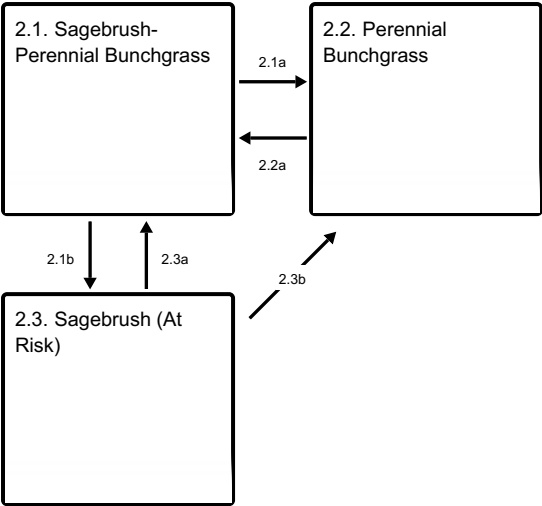 2.1. Sagebrush-
Perennial Bunchgrass
2.1a
2.2. Perennial
Bunchgrass
2.2a
2.1b
2.3a
2.3b
2.3. Sagebrush (At
Risk)